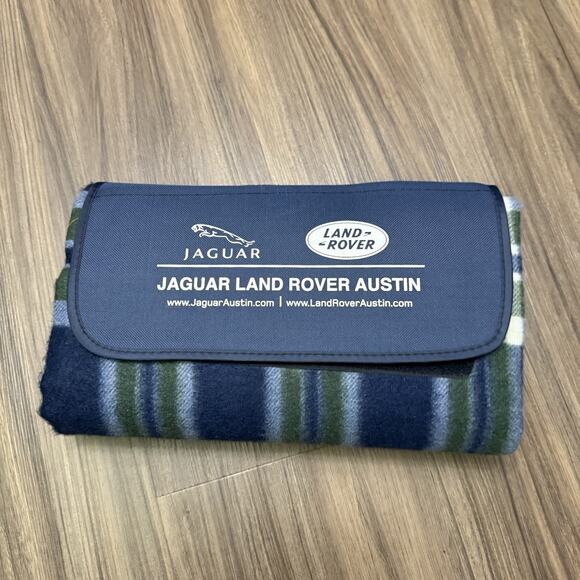 JAGUAR
LAND
ROVER
JAGUAR LAND ROVER AUSTIN
www.JaguarAustin.com | www.LandRoverAustin.com